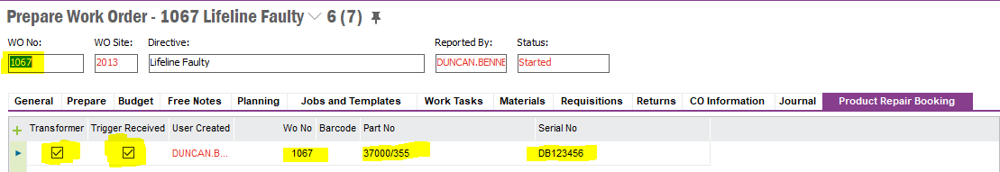 Prepare Work Order - 1067 Lifeline Faulty 6 (7)
WO No: WO Site: Directive: Reported By: Status:
1067 2013 Lifeline Faulty DUNCAN.BENNE Started
General Prepare Budget Free Notes Planning Jobs and Templates Work Tasks Materials Requisitions Returns CO Information Journal Product Repair Booking
Transformer Trigger Received User Created Wo No Barcode Part No Serial No
DUNCAN.B... 1067 37000/355 DB123456